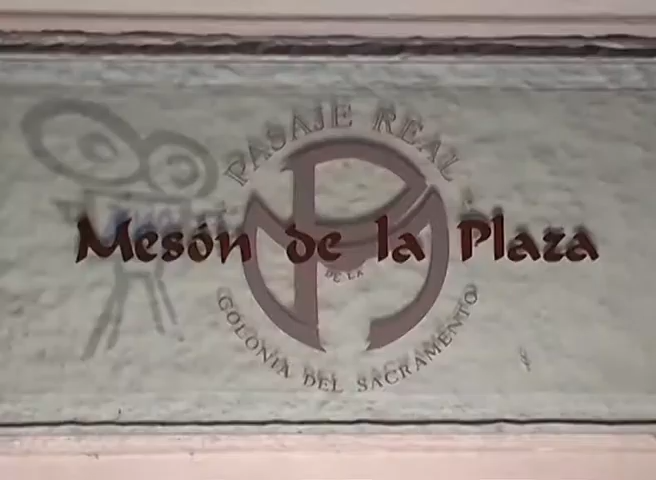 PASAJE REAL
Mesón de la Plaza
DE LA
COLONIA DEL SACRAMENTO